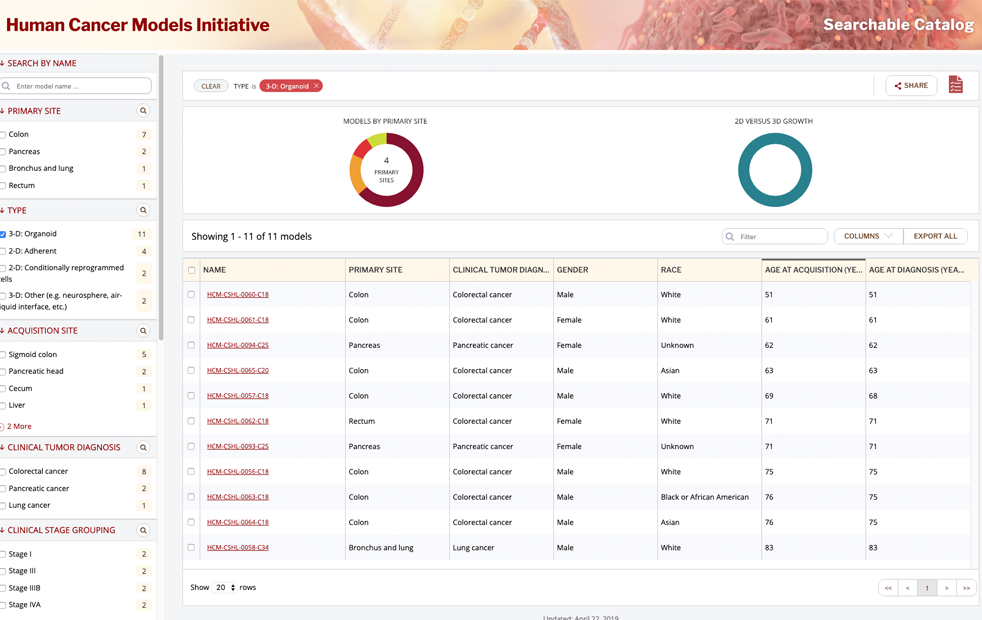 Human Cancer Models Initiative
Searchable Catalog
SEARCH BY NAME
Enter model name ...
PRIMARY SITE
Colon 7
Pancreas 2
Bronchus and lung 1
Rectum 1
TYPE
3-D: Organoid 11
2-D: Adherent 4
2-D: Conditionally reprogrammed 2
ells
3-D: Other (e.g. neurosphere, air- 2
iquid interface, etc.)
ACQUISITION SITE
Sigmoid colon 5
Pancreatic head 2
Cecum 1
Liver 1
2 More
CLINICAL TUMOR DIAGNOSIS
Colorectal cancer 8
Pancreatic cancer 2
Lung cancer 1
CLINICAL STAGE GROUPING
Stage I 2
Stage III 2
Stage IIIB 2
Stage IVA 2
CLEAR TYPE is 3-D: Organoid ×
SHARE
MODELS BY PRIMARY SITE
4
PRIMARY
SITES
2D VERSUS 3D GROWTH
Showing 1 - 11 of 11 models
Filter
COLUMNS
EXPORT ALL
NAME PRIMARY SITE CLINICAL TUMOR DIAGN... GENDER RACE AGE AT ACQUISITION (YE... AGE AT DIAGNOSIS (YEA...
HCM-CSHL-0060-C18 Colon Colorectal cancer Male White 51 51
HCM-CSHL-0061-C18 Colon Colorectal cancer Female White 61 61
HCM-CSHL-0094-C25 Pancreas Pancreatic cancer Female Unknown 62 62
HCM-CSHL-0065-C20 Colon Colorectal cancer Male Asian 63 63
HCM-CSHL-0057-C18 Colon Colorectal cancer Male White 69 68
HCM-CSHL-0062-C18 Rectum Colorectal cancer Female White 71 71
HCM-CSHL-0093-C25 Pancreas Pancreatic cancer Female Unknown 71 71
HCM-CSHL-0056-C18 Colon Colorectal cancer Male White 75 75
HCM-CSHL-0063-C18 Colon Colorectal cancer Male Black or African American 76 75
HCM-CSHL-0064-C18 Colon Colorectal cancer Male Asian 76 75
HCM-CSHL-0058-C34 Bronchus and lung Lung cancer Male White 83 83
Show 20 rows
<< < 1 > >>
Updated: April 22, 2019